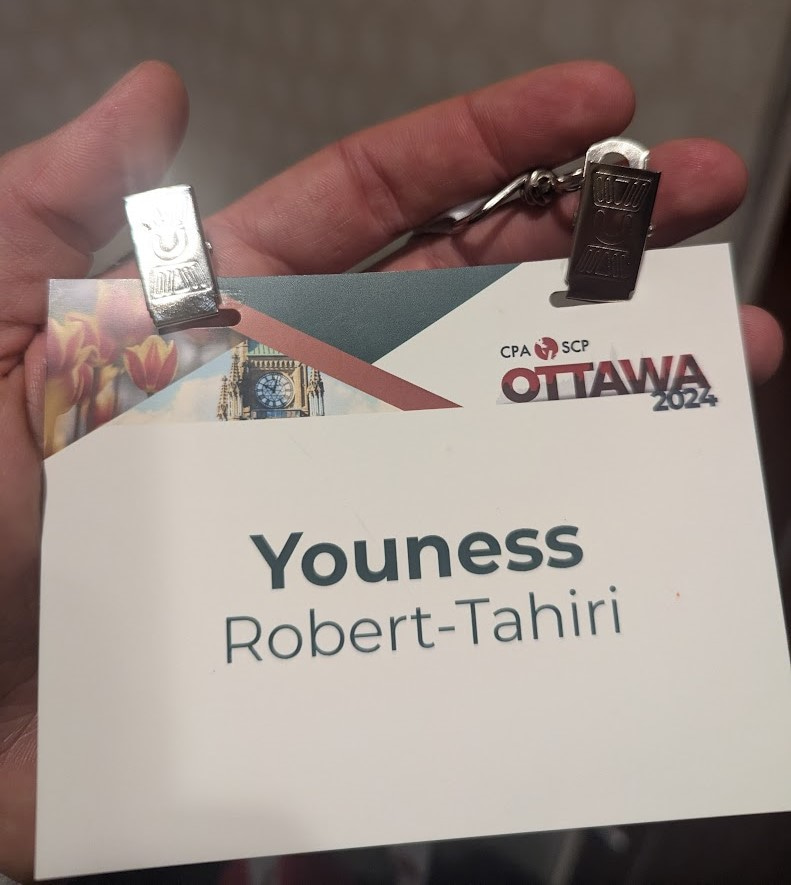 CPA SCP
OTTAWA
2024
Youness
Robert-Tahiri